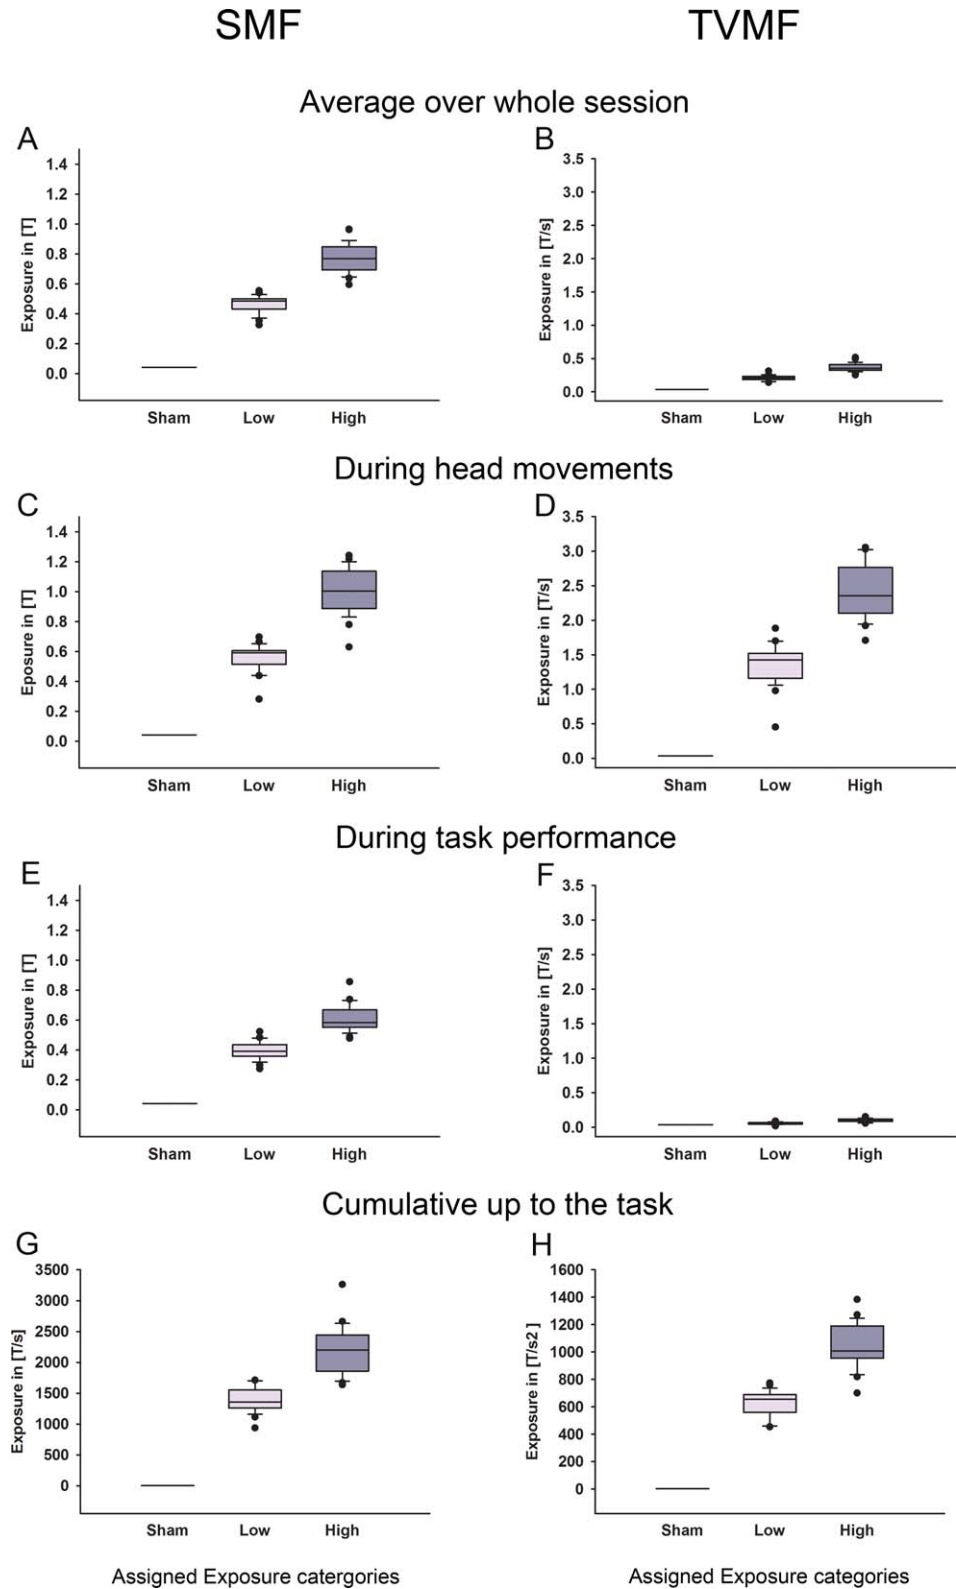 SMF TVMF
Average over whole session
A B
Exposure in [T]
1.4
1.2
1.0
0.8
0.6
0.4
0.2
0.0
Sham Low High
Exposure in [T/s]
3.5
3.0
2.5
2.0
1.5
1.0
0.5
0.0
Sham Low High
During head movements
C D
Eposure in [T]
1.4
1.2
1.0
0.8
0.6
0.4
0.2
0.0
Sham Low High
Exposure in [T/s]
3.5
3.0
2.5
2.0
1.5
1.0
0.5
0.0
Sham Low High
During task performance
E F
Exposure in [T]
1.4
1.2
1.0
0.8
0.6
0.4
0.2
0.0
Sham Low High
Exposure in [T/s]
3.5
3.0
2.5
2.0
1.5
1.0
0.5
0.0
Sham Low High
Cumulative up to the task
G H
Exposure in [T/s]
3500
3000
2500
2000
1500
1000
500
0
Sham Low High
Assigned Exposure catergories
Exposure in [T/s2 ]
1600
1400
1200
1000
800
600
400
200
0
Sham Low High
Assigned Exposure categories